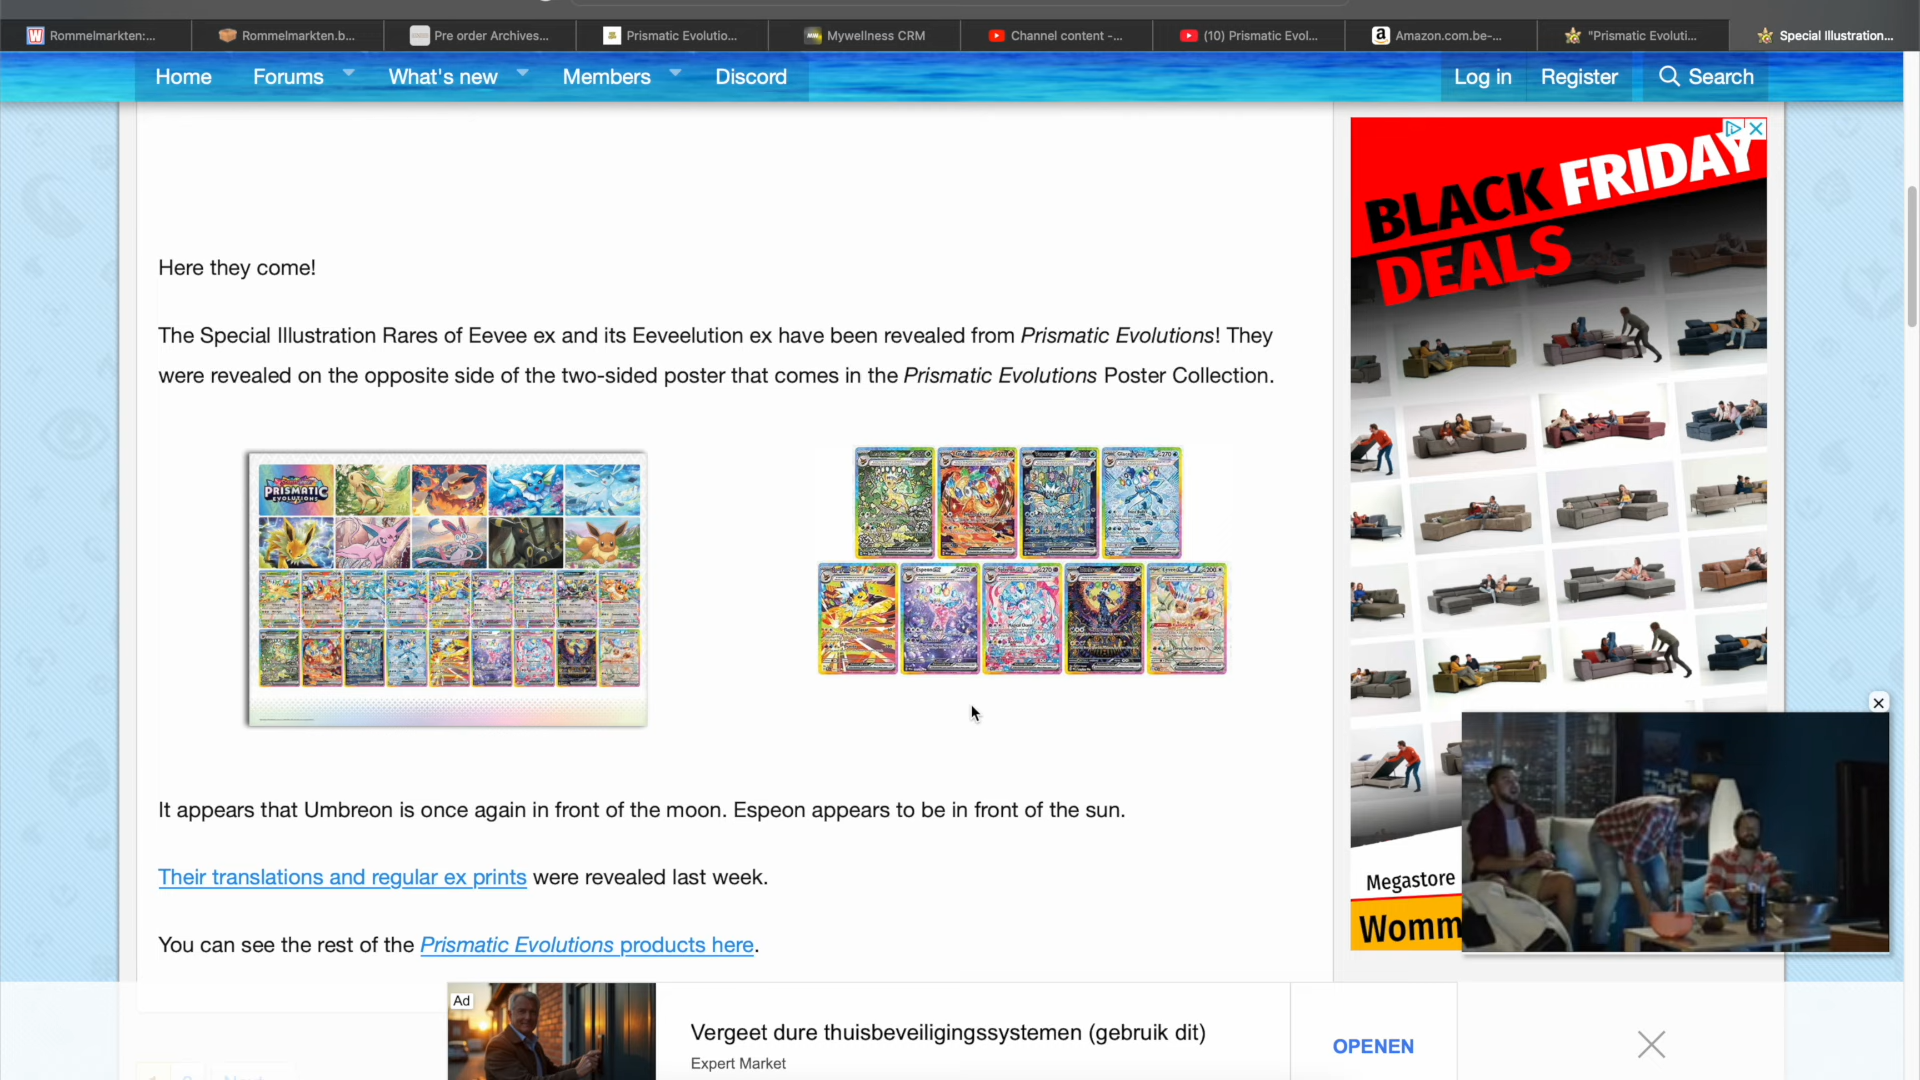 Rommelmarkten:...
Rommelmarkten.b...
Pre order Archives...
Prismatic Evolutio...
Mywellness CRM
Channel content -...
(10) Prismatic Evol...
Amazon.com.be-...
"Prismatic Evoluti...
Special Illustration...
Home
Forums
What's new
Members
Discord
Log in
Register
Search
Here they come!
The Special Illustration Rares of Eevee ex and its Eeveelution ex have been revealed from Prismatic Evolutions! They
were revealed on the opposite side of the two-sided poster that comes in the Prismatic Evolutions Poster Collection.
PRISMATIC
EVOLUTIONS
It appears that Umbreon is once again in front of the moon. Espeon appears to be in front of the sun.
Their translations and regular ex prints were revealed last week.
You can see the rest of the Prismatic Evolutions products here.
BLACK FRIDAY
DEALS
Megastore
Womm
Ad
Vergeet dure thuisbeveiligingssystemen (gebruik dit)
Expert Market
OPENEN